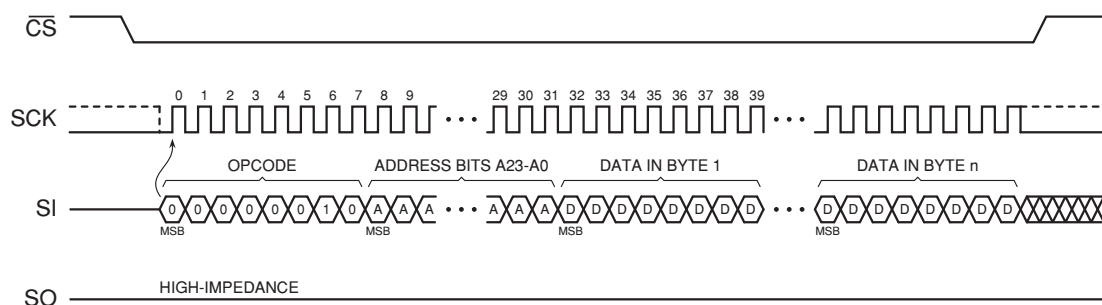 CS
SCK
0 1 2 3 4 5 6 7 8 9 29 30 31 32 33 34 35 36 37 38 39
OPCODE ADDRESS BITS A23-A0 DATA IN BYTE 1 DATA IN BYTE n
SI
0 0 0 0 0 0 1 0 A A A A A A D D D D D D D D D D D D D D D D
MSB MSB MSB MSB
SO
HIGH-IMPEDANCE